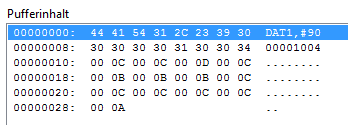 Pufferinhalt
00000000: 44 41 54 31 2C 23 39 30 DAT1,#90
00000008: 30 30 30 30 31 30 30 34 00001004
00000010: 00 0C 00 0C 00 0D 00 0C ........
00000018: 00 0B 00 0B 00 0B 00 0C ........
00000020: 00 0C 00 0C 00 0C 00 0C ........
00000028: 00 0A ..